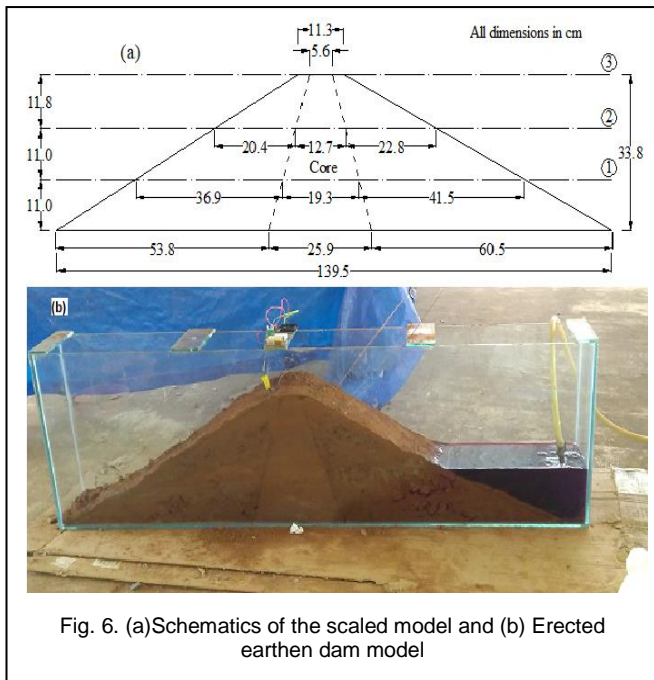 11.3
(a) 5.6 All dimensions in cm
③
11.8
②
20.4 12.7 22.8
11.0 Core 33.8
①
36.9 19.3 41.5
11.0
53.8 25.9 60.5
139.5
(b)
Fig. 6. (a)Schematics of the scaled model and (b) Erected
earthen dam model